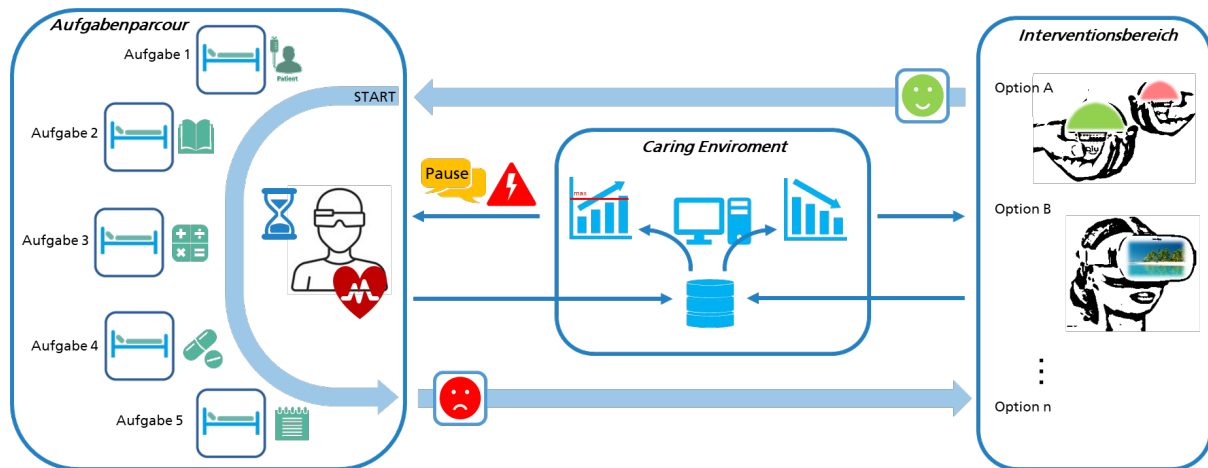 Aufgabenparcour
Aufgabe 1
Patient
START
Aufgabe 2
Aufgabe 3
Aufgabe 4
Aufgabe 5
Pause
Caring Enviroment
max
Interventionsbereich
Option A
Option B
Option n